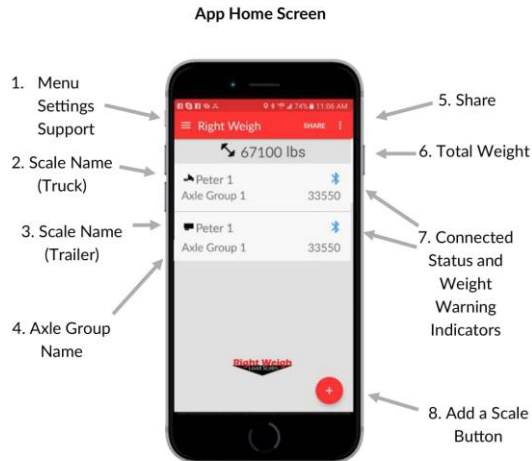 App Home Screen
1. Menu
Settings
Support
2. Scale Name
(Truck)
3. Scale Name
(Trailer)
4. Axle Group
Name
74% 11:06 AM
Right Weigh
SHARE
67100 lbs
Peter 1
Axle Group 1 33550
Peter 1
Axle Group 1 33550
Right Weigh
Load Scales
+
5. Share
6. Total Weight
7. Connected
Status and
Weight
Warning
Indicators
8. Add a Scale
Button